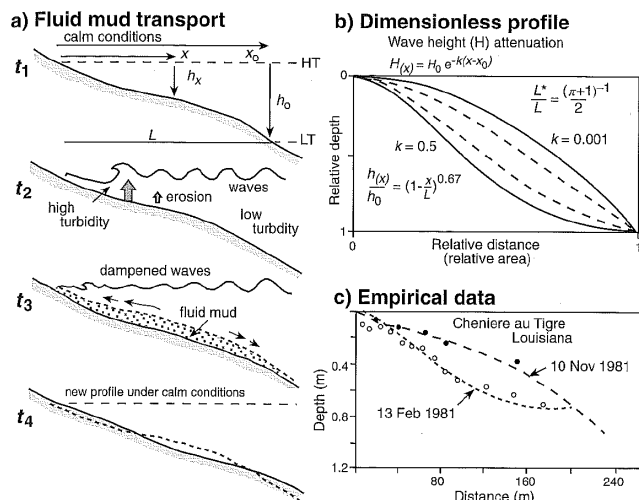 a) Fluid mud transport
calm conditions
x
x₀
HT
t₁
hₓ
h₀
L
LT
t₂
waves
erosion
high
turbidity
low
turbdity
dampened waves
t₃
fluid mud
new profile under calm conditions
t₄
b) Dimensionless profile
Wave height (H) attenuation
H₍ₓ₎ = H₀ e^-k(x-x₀)
0
L*/L = (π+1)^-1/2
k = 0.001
k = 0.5
h(x)/h₀ = (1-x/L)^0.67
Relative depth
1
0
1
Relative distance
(relative area)
c) Empirical data
Cheniere au Tigre
Louisiana
0.4
10 Nov 1981
Depth (m)
0.8
13 Feb 1981
1.2
0
80
160
240
Distance (m)